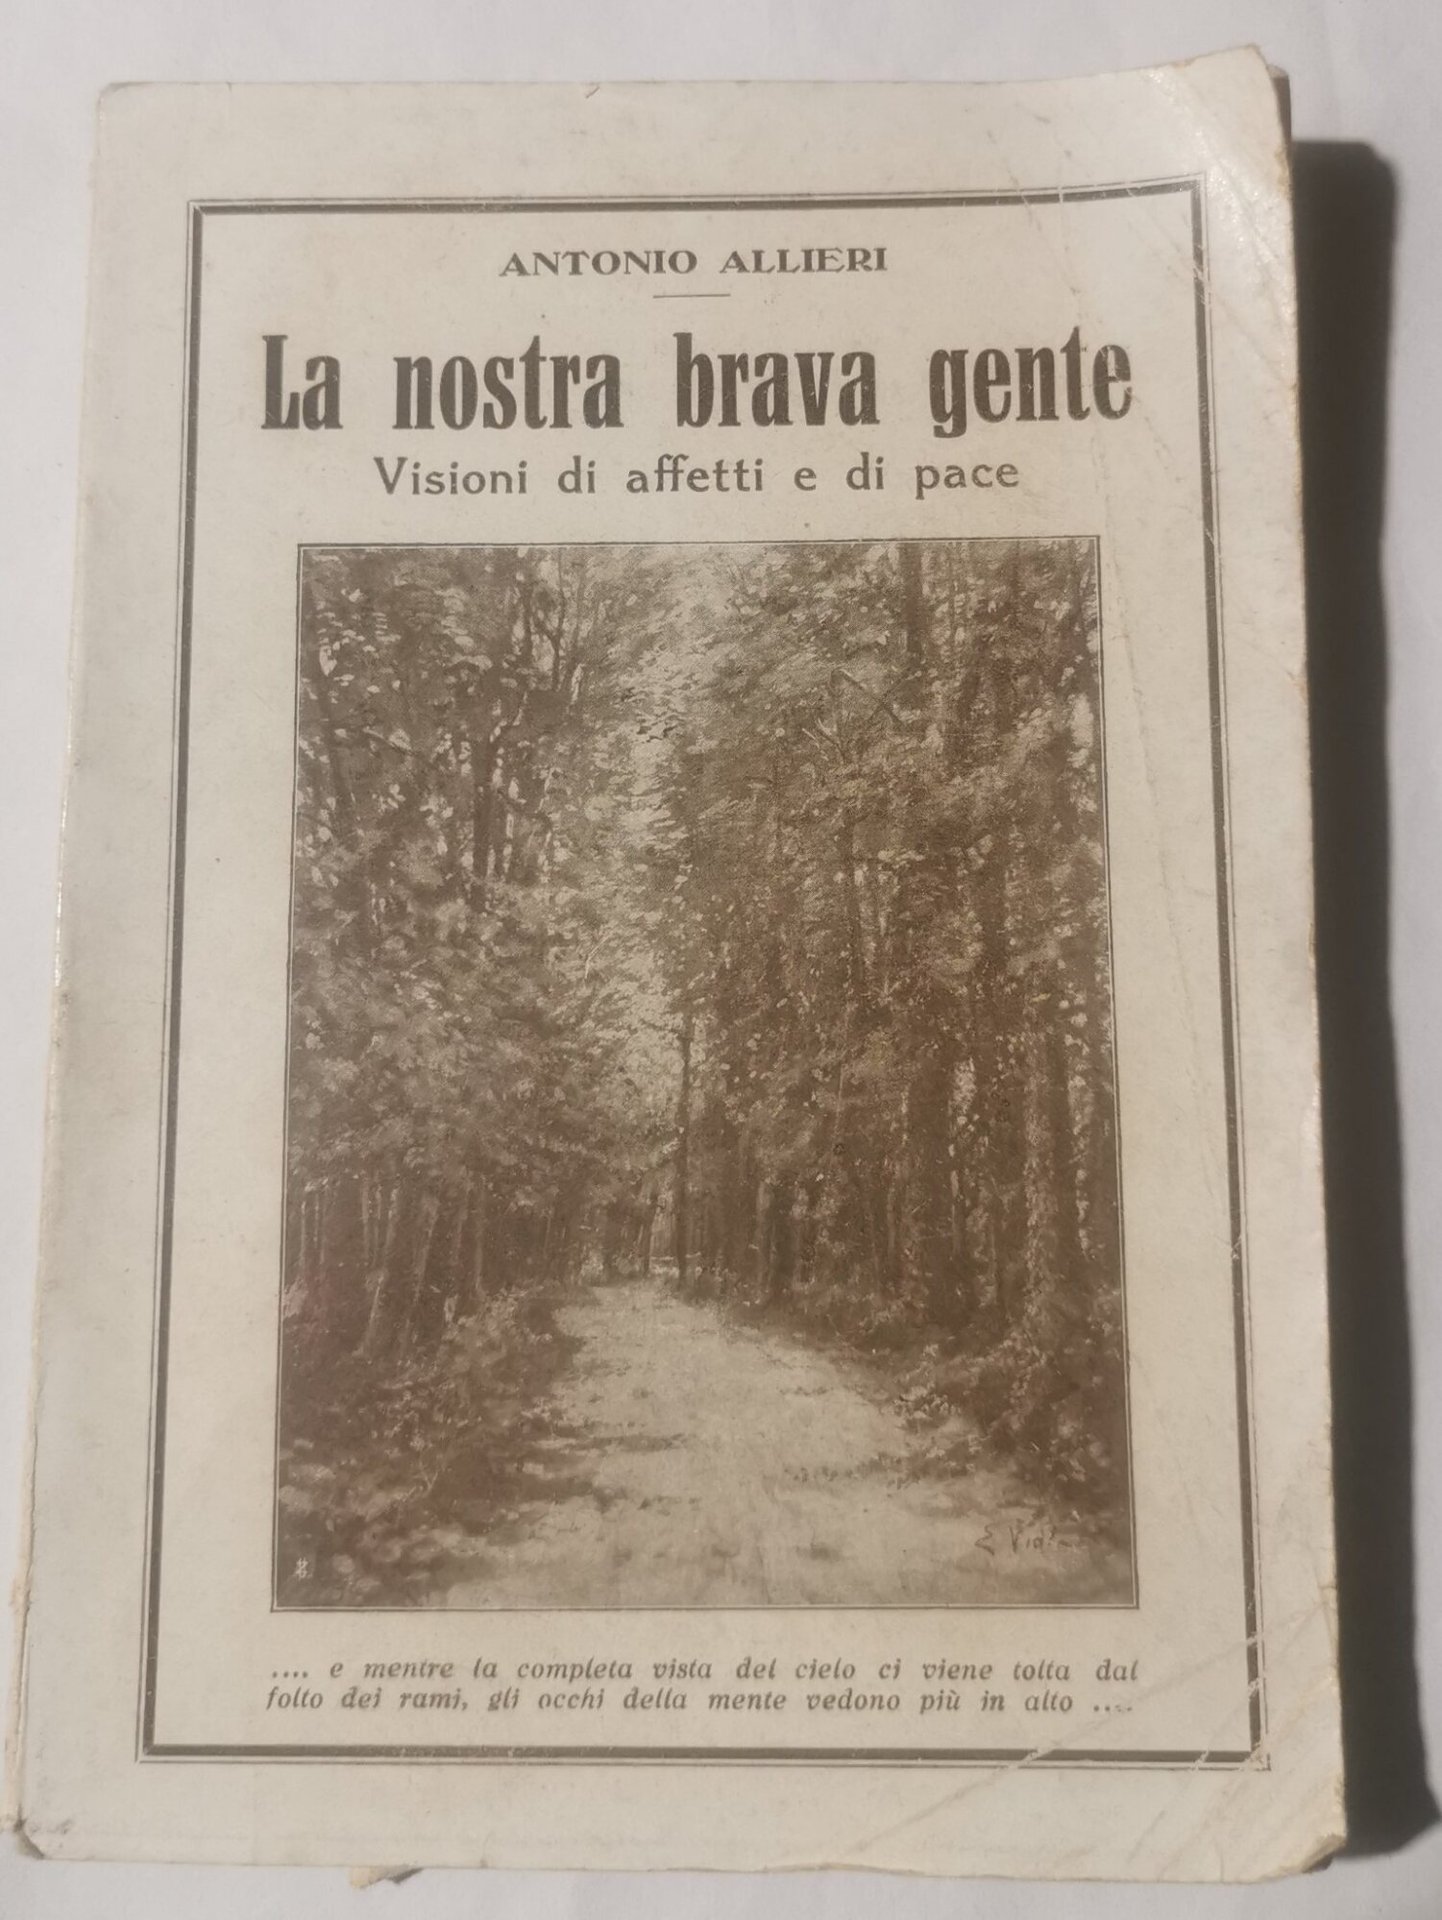 ANTONIO ALLIERI
La nostra brava gente
Visioni di affetti e di pace
.... e mentre la completa vista del cielo ci viene tolta dal
folto dei rami, gli occhi della mente vedono più in alto ....